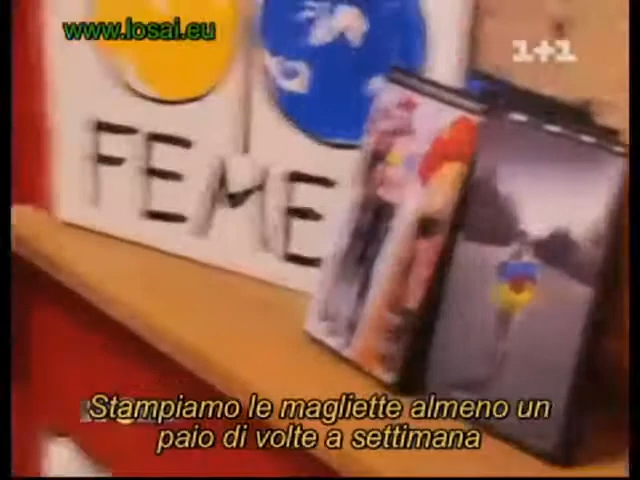 www.losai.eu
1+1
FEME
Stampiamo le magliette almeno un
paio di volte a settimana